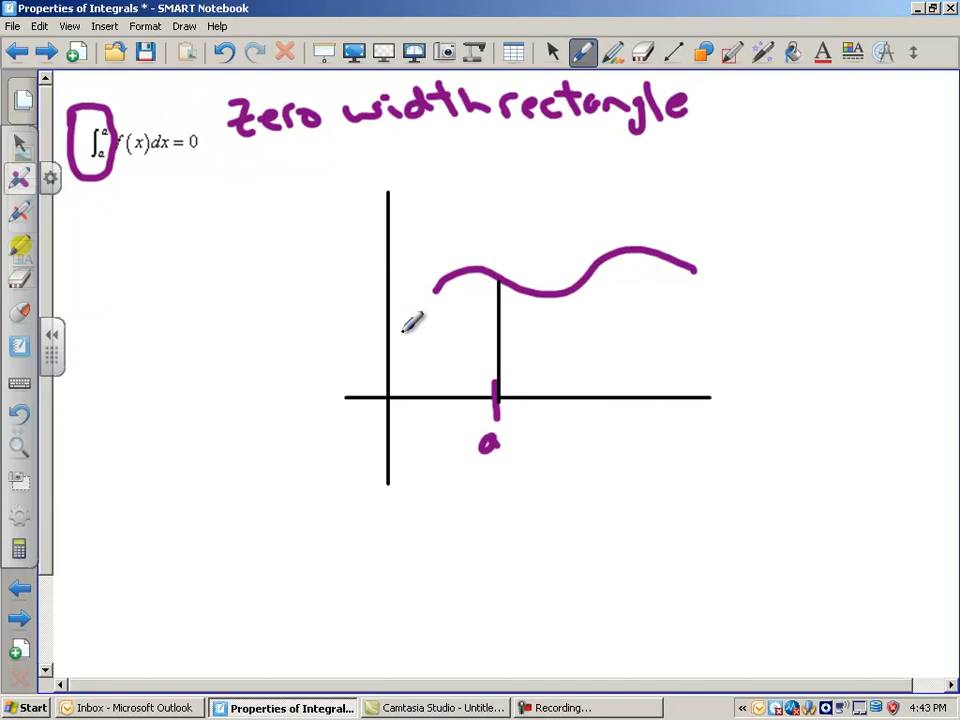 Properties of Integrals * - SMART Notebook
File Edit View Insert Format Draw Help
Zero width rectangle
∫ₐᵃ f(x)dx = 0
a
Start
Inbox - Microsoft Outlook
Properties of Integral...
Camtasia Studio - Untitle...
Recording...
4:43 PM